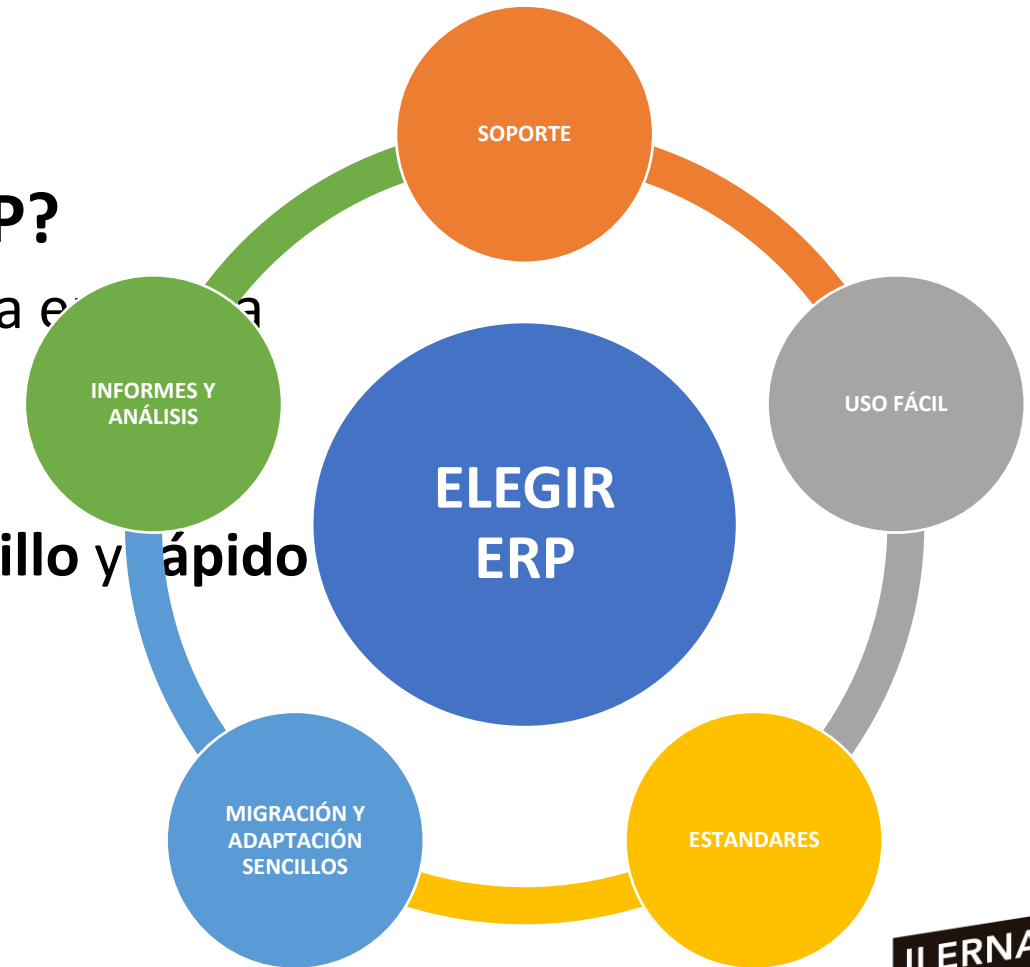 SOPORTE
P?
a e a
INFORMES Y
ANÁLISIS
USO FÁCIL
ELEGIR
ERP
illo y ápido
MIGRACIÓN Y
ADAPTACIÓN
SENCILLOS
ESTANDARES
ILERNA